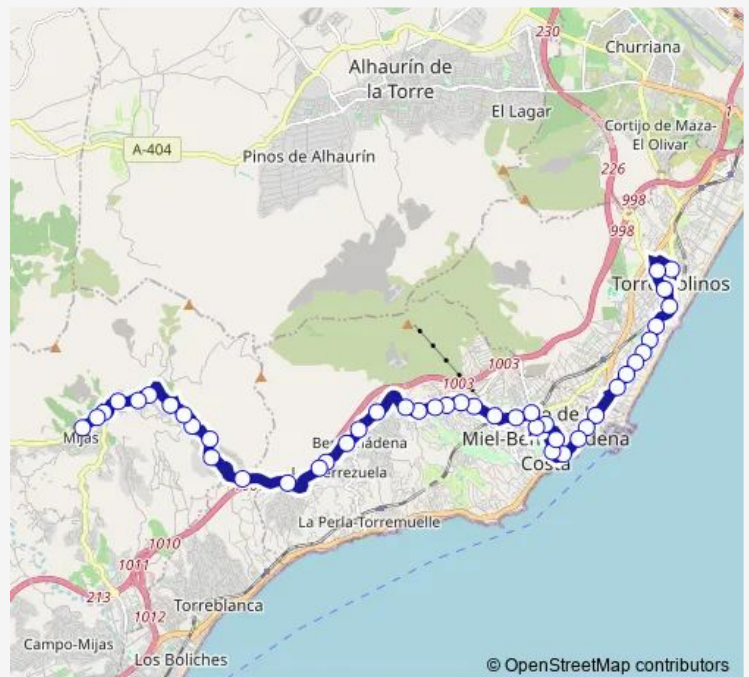 230
Churriana
Alhaurín de
la Torre
El Lagar
1
A-404
Cortijo de Maza-
El Olivar
Pinos de Alhaurín
226
998
998
1003
1003
Mijas
Miel-Ben
Costa
La Perla-Torremuelle
1010
1011
213
Torreblanca
1012
Campo-Mijas
Los Boliches
© OpenStreetMap contributors